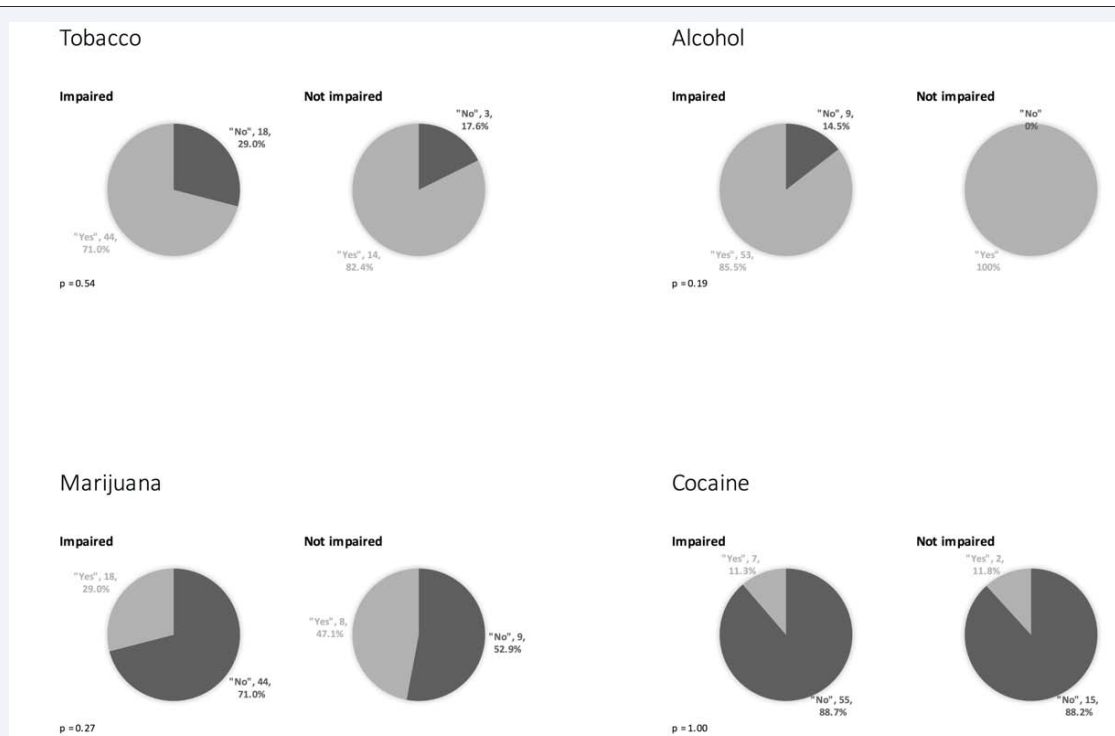 Tobacco
Impaired
"No", 18,
29.0%
"Yes", 44,
71.0%
Not impaired
"No", 3,
17.6%
"Yes", 14,
82.4%
p = 0.54
Alcohol
Impaired
"No", 9,
14.5%
"Yes", 53,
85.5%
Not impaired
"No"
0%
"Yes"
100%
p = 0.19
Marijuana
Impaired
"Yes", 18,
29.0%
"No", 44,
71.0%
Not impaired
"Yes", 8,
47.1%
"No", 9,
52.9%
p = 0.27
Cocaine
Impaired
"Yes", 7,
11.3%
"No", 55,
88.7%
Not impaired
"Yes", 2,
11.8%
"No", 15,
88.2%
p = 1.00